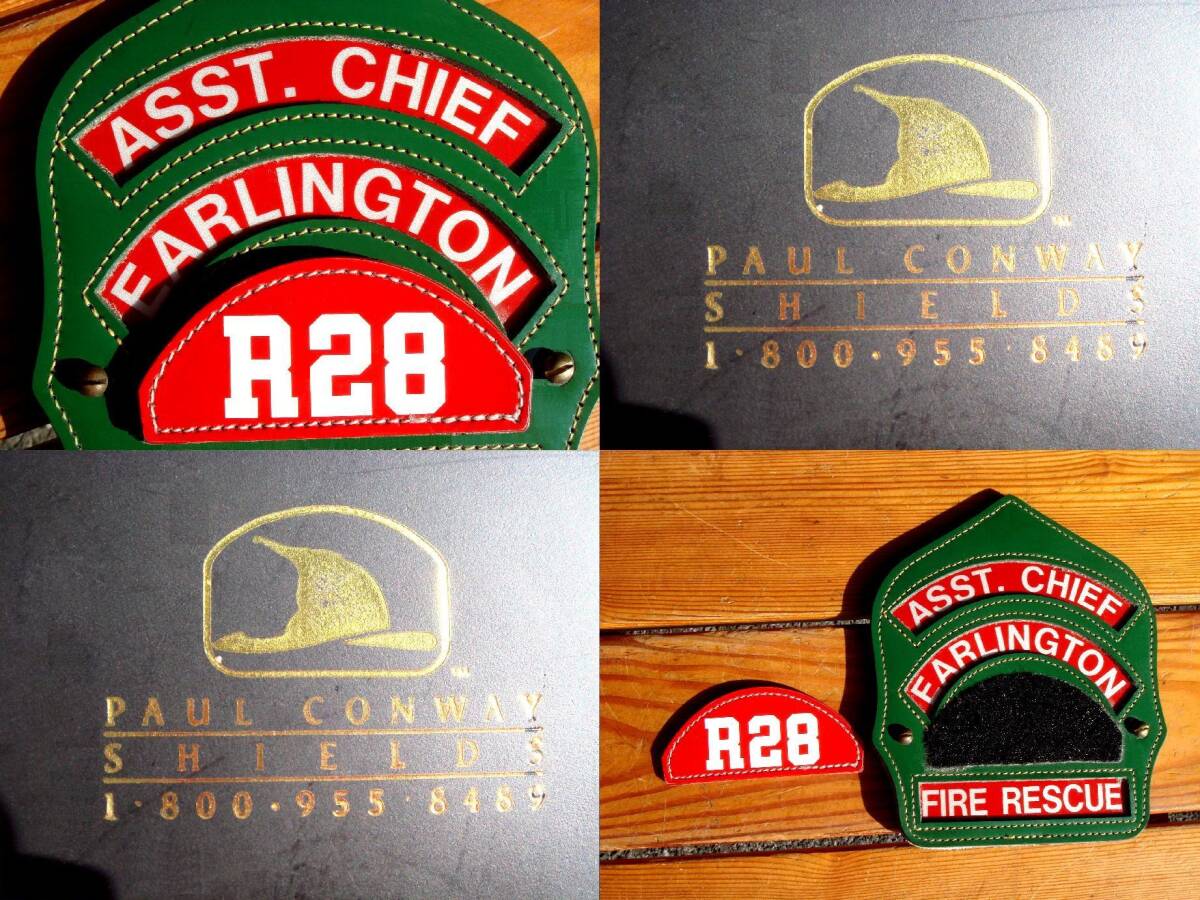 ASST. CHIEF
EARLINGTON
R28
PAUL CONWAY
SHIELDS
1·800·955·8489
PAUL CONWAY
SHIELDS
1·800·955·8489
ASST. CHIEF
EARLINGTON
R28
FIRE RESCUE